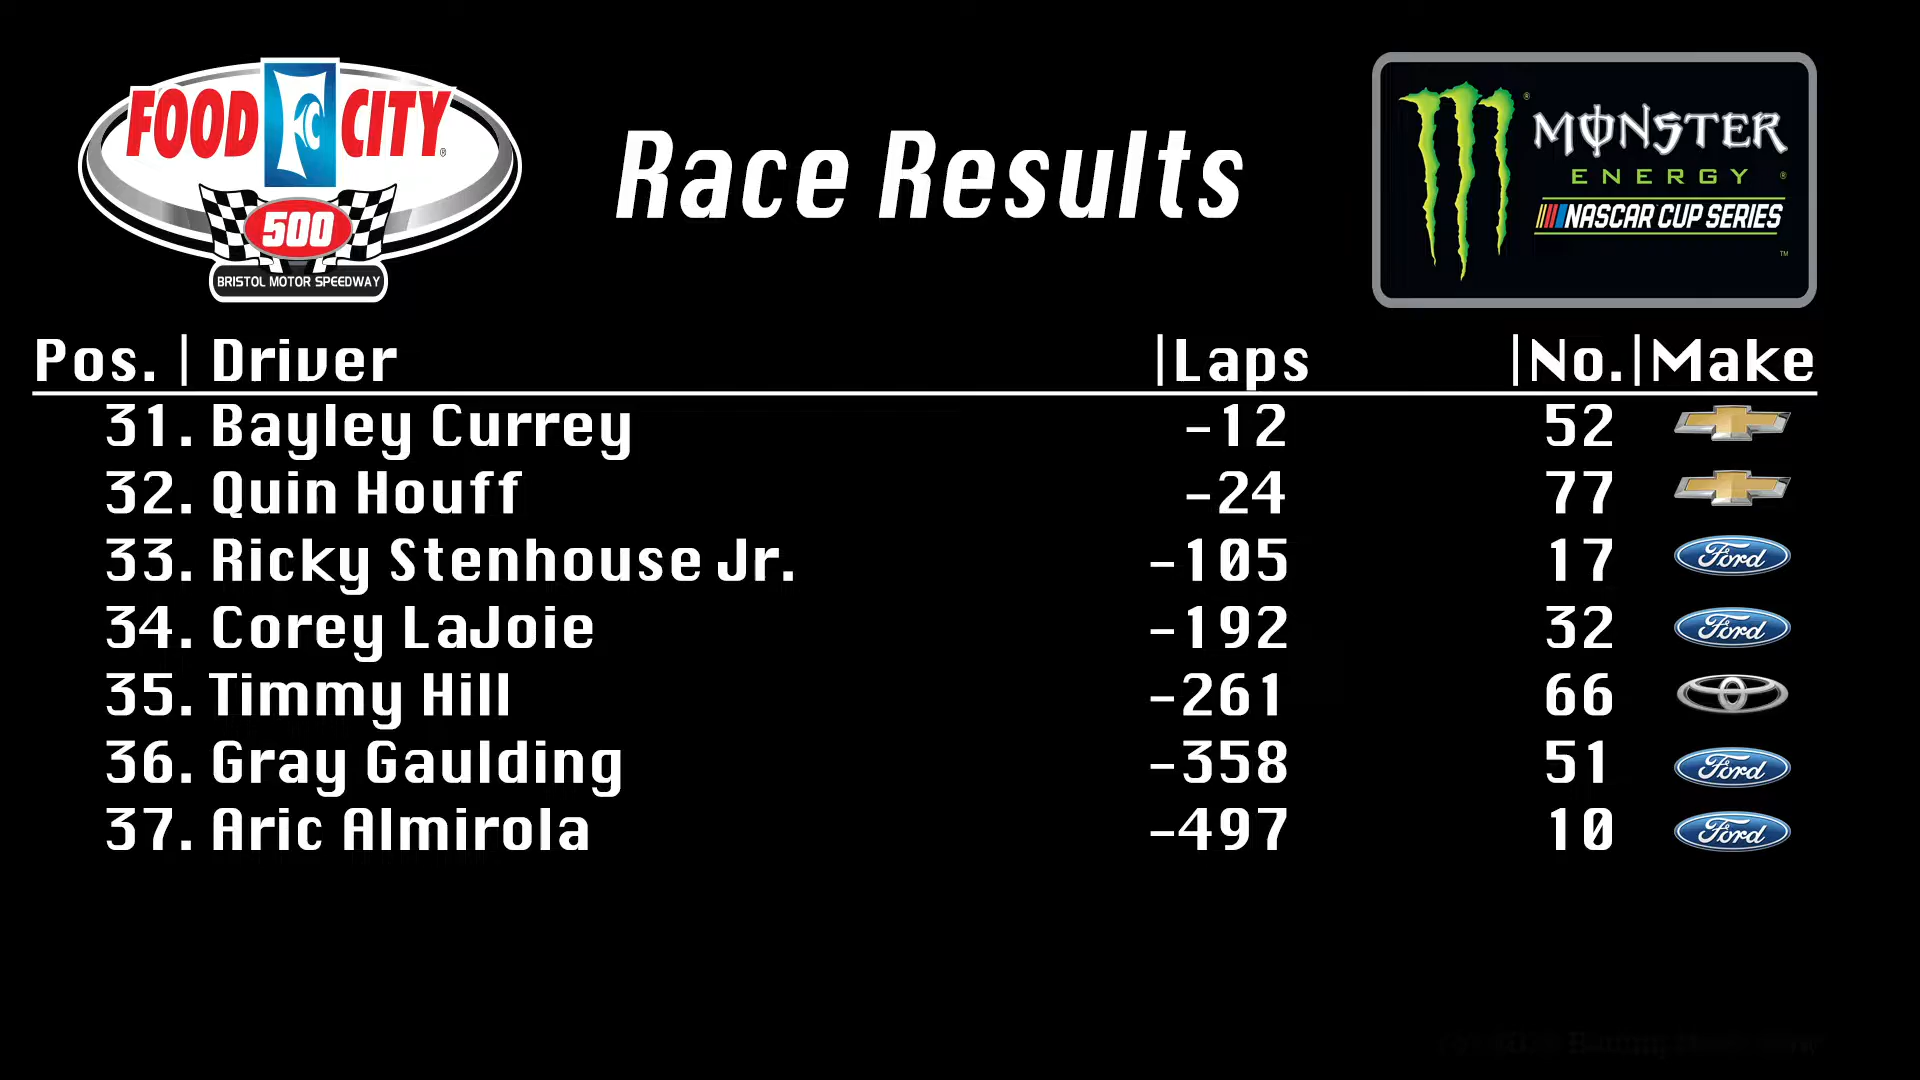 FOOD CITY
500
BRISTOL MOTOR SPEEDWAY
Race Results
MONSTER
ENERGY
NASCAR CUP SERIES
Pos. | Driver |Laps |No.|Make
31. Bayley Currey -12 52
32. Quin Houff -24 77
33. Ricky Stenhouse Jr. -105 17 Ford
34. Corey LaJoie -192 32 Ford
35. Timmy Hill -261 66
36. Gray Gaulding -358 51 Ford
37. Aric Almirola -497 10 Ford